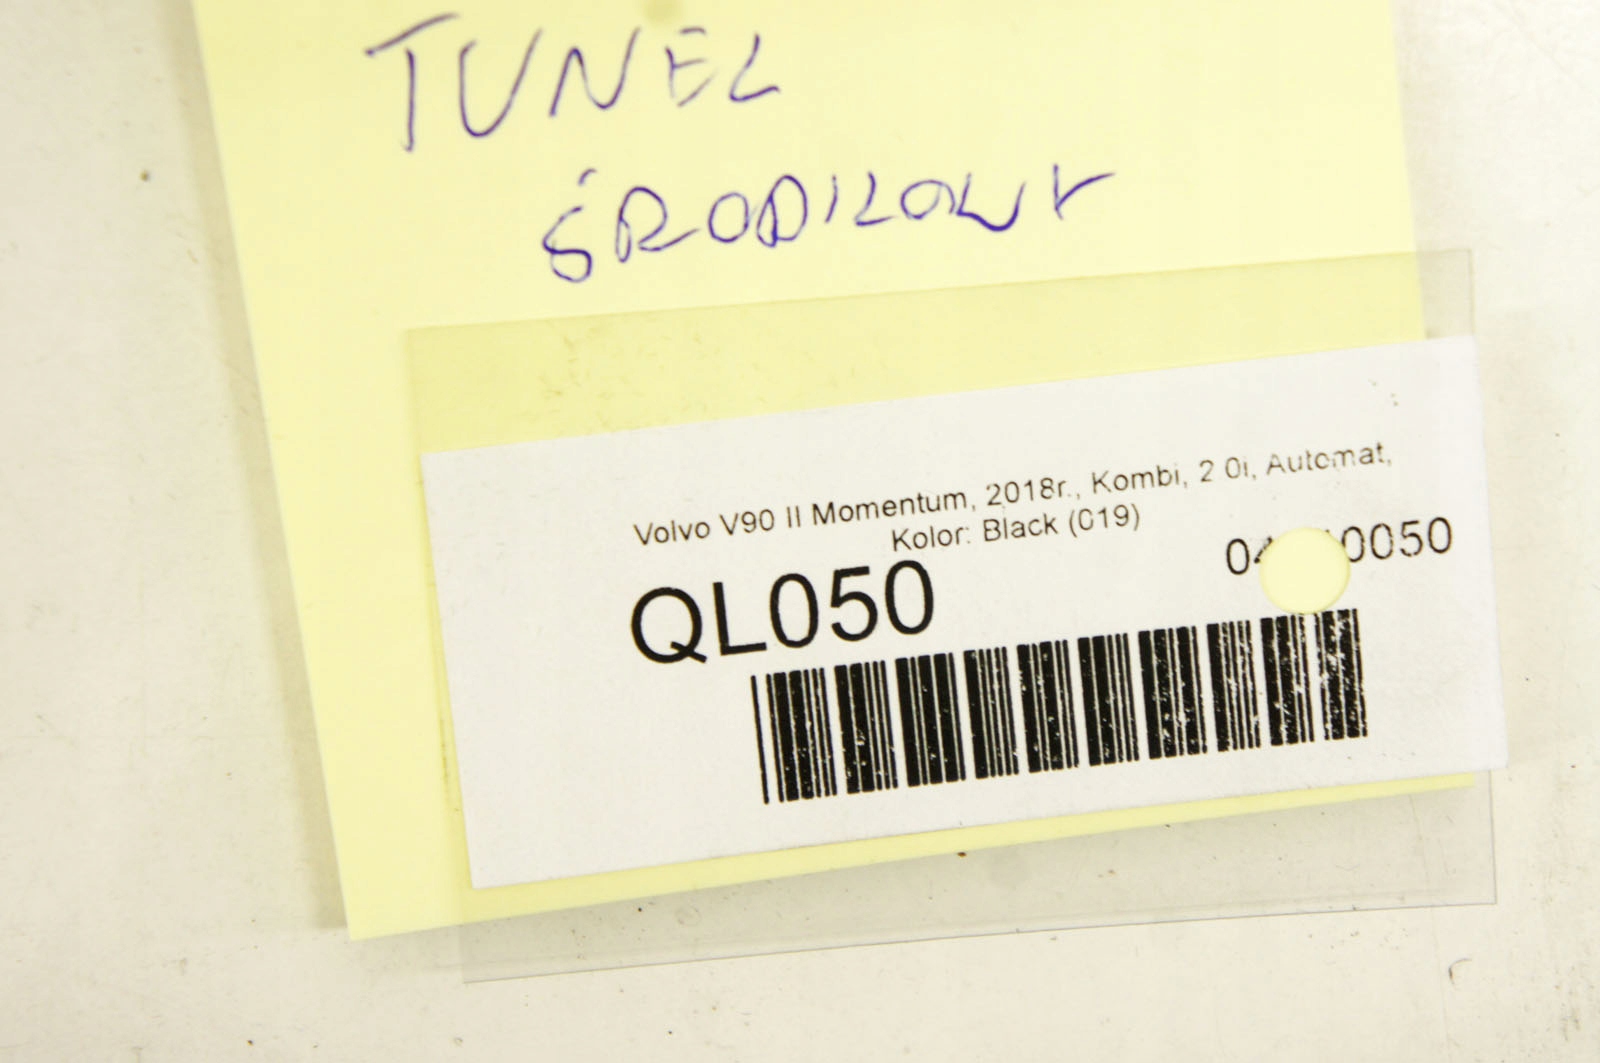 TUNEL
ŚRODKOWY
Volvo V90 II Momentum, 2018r., Kombi, 2.0i, Automat,
Kolor: Black (019)
QL050